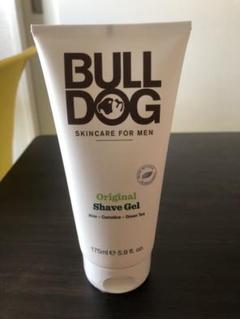 BULL
DOG
SKINCARE FOR MEN
Original
Shave Gel
Aloe • Camelina • Green Tea
175ml e 5.9 fl. oz.